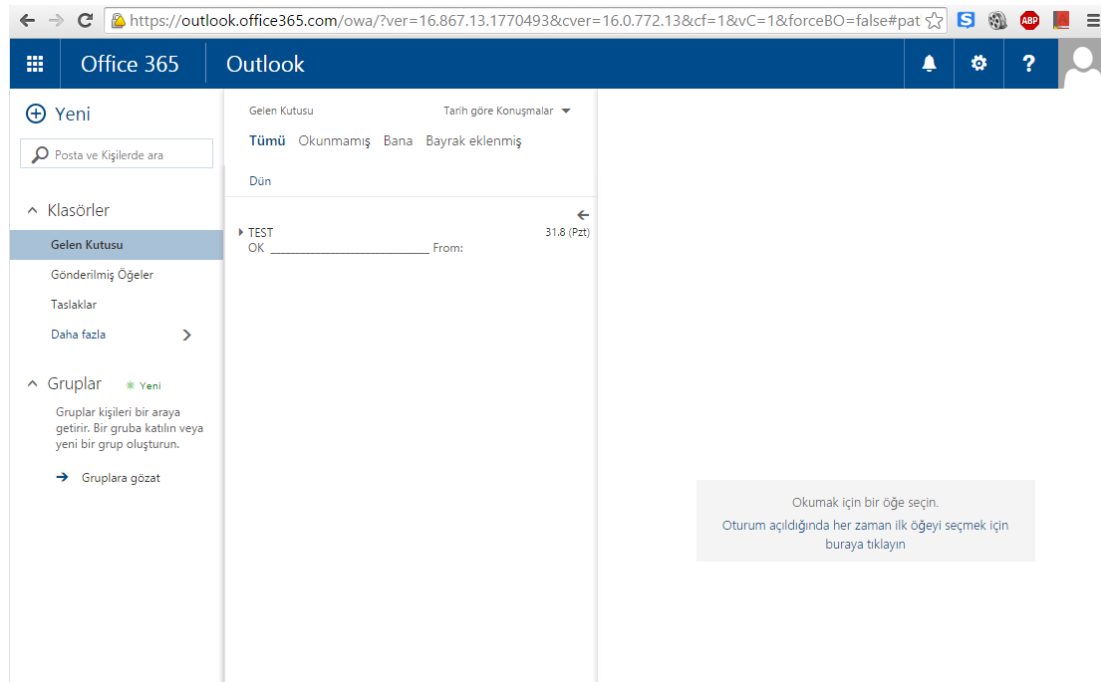 https://outlook.office365.com/owa/?ver=16.867.13.1770493&cver=16.0.772.13&cf=1&vC=1&forceBO=false#pat
S ABP
Office 365 Outlook ?
Yeni
Posta ve Kişilerde ara
Klasörler
Gelen Kutusu
Gönderilmiş Öğeler
Taslaklar
Daha fazla
Gruplar Yeni
Gruplar kişileri bir araya
getirir. Bir gruba katılın veya
yeni bir grup oluşturun.
Gruplara gözat
Gelen Kutusu Tarih göre Konuşmalar
Tümü Okunmamış Bana Bayrak eklenmiş
Dün
TEST 31.8 (Pzt)
OK ______________________________ From:
Okumak için bir öğe seçin.
Oturum açıldığında her zaman ilk öğeyi seçmek için
buraya tıklayın